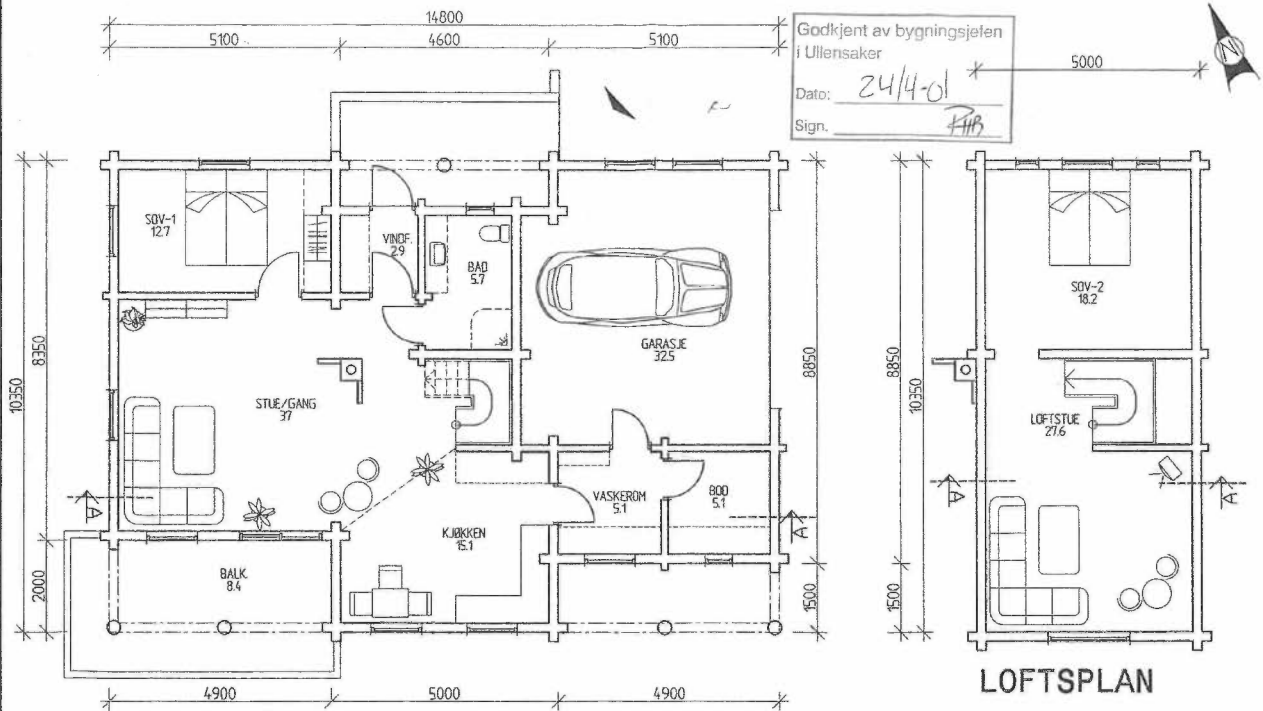 14800
5100
4600
5100
Godkjent av bygningssjefen
i Ullensaker
Dato: 24/4-01
Sign. RHB
5000
N
10350
8350
2000
SOV-1
12.7
VINDF.
2.9
BAD
5.7
GARASJE
32.5
STUE/GANG
37
VASKEROM
5.1
BOD
5.1
KJØKKEN
15.1
BALK.
8.4
A
A
8850
1500
4900
5000
4900
8850
1500
10350
SOV-2
18.2
LOFTSTUE
27.6
A
A
LOFTSPLAN